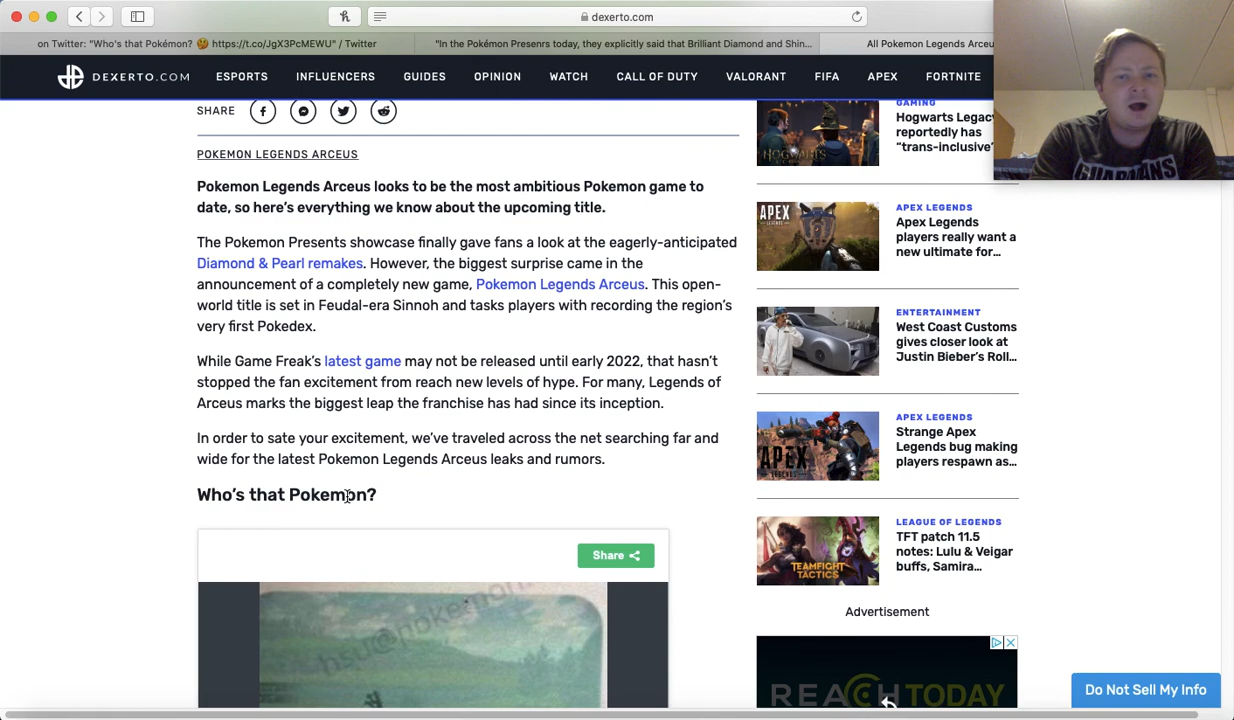 dexerto.com
on Twitter: "Who's that Pokémon? 🤔 https://t.co/JgX3PcMEWU" / Twitter
"In the Pokémon Presenrs today, they explicitly said that Brilliant Diamond and Shin...
All Pokemon Legends Arceu
DEXERTO.COM
ESPORTS
INFLUENCERS
GUIDES
OPINION
WATCH
CALL OF DUTY
VALORANT
FIFA
APEX
FORTNITE
SHARE
POKEMON LEGENDS ARCEUS
Pokemon Legends Arceus looks to be the most ambitious Pokemon game to
date, so here's everything we know about the upcoming title.
The Pokemon Presents showcase finally gave fans a look at the eagerly-anticipated
Diamond & Pearl remakes. However, the biggest surprise came in the
announcement of a completely new game, Pokemon Legends Arceus. This open-
world title is set in Feudal-era Sinnoh and tasks players with recording the region's
very first Pokedex.
While Game Freak's latest game may not be released until early 2022, that hasn't
stopped the fan excitement from reach new levels of hype. For many, Legends of
Arceus marks the biggest leap the franchise has had since its inception.
In order to sate your excitement, we've traveled across the net searching far and
wide for the latest Pokemon Legends Arceus leaks and rumors.
Who's that Pokemon?
Share
GAMING
Hogwarts Legacy
reportedly has
"trans-inclusive"
HOGWARTS
APEX LEGENDS
Apex Legends
players really want a
new ultimate for...
APEX
ENTERTAINMENT
West Coast Customs
gives closer look at
Justin Bieber's Roll...
APEX LEGENDS
Strange Apex
Legends bug making
players respawn as...
APEX
LEAGUE OF LEGENDS
TFT patch 11.5
notes: Lulu & Veigar
buffs, Samira...
TEAMFIGHT
TACTICS
Advertisement
REACHTODAY
Do Not Sell My Info